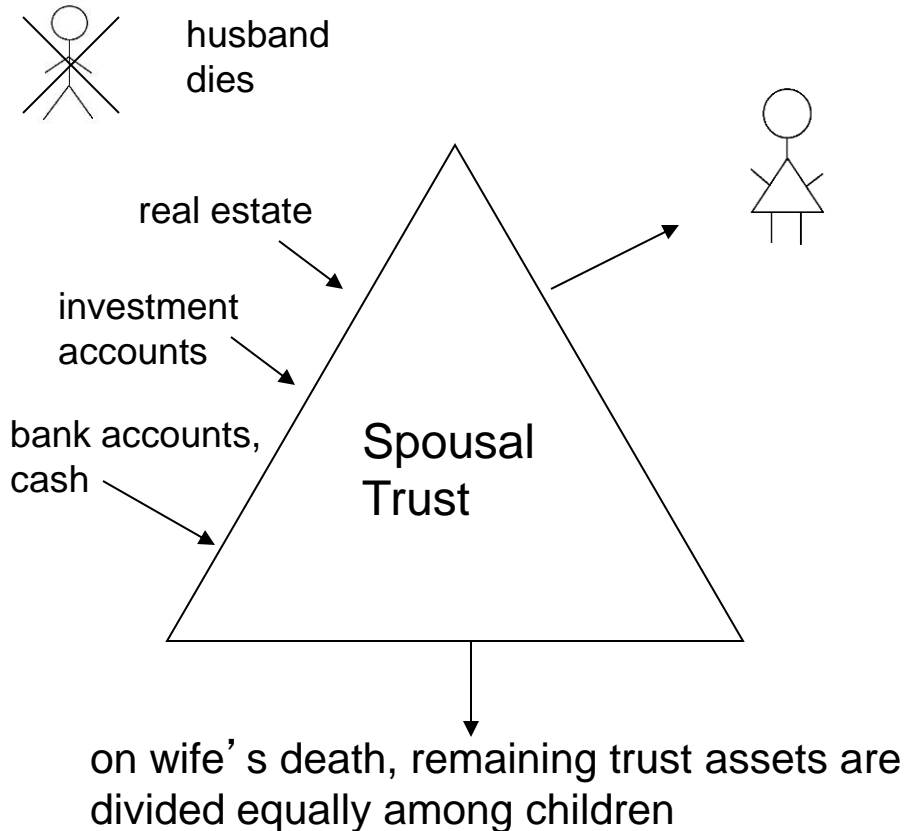 husband
dies
real estate
investment
accounts
bank accounts,
cash
Spousal
Trust
on wife’s death, remaining trust assets are
divided equally among children